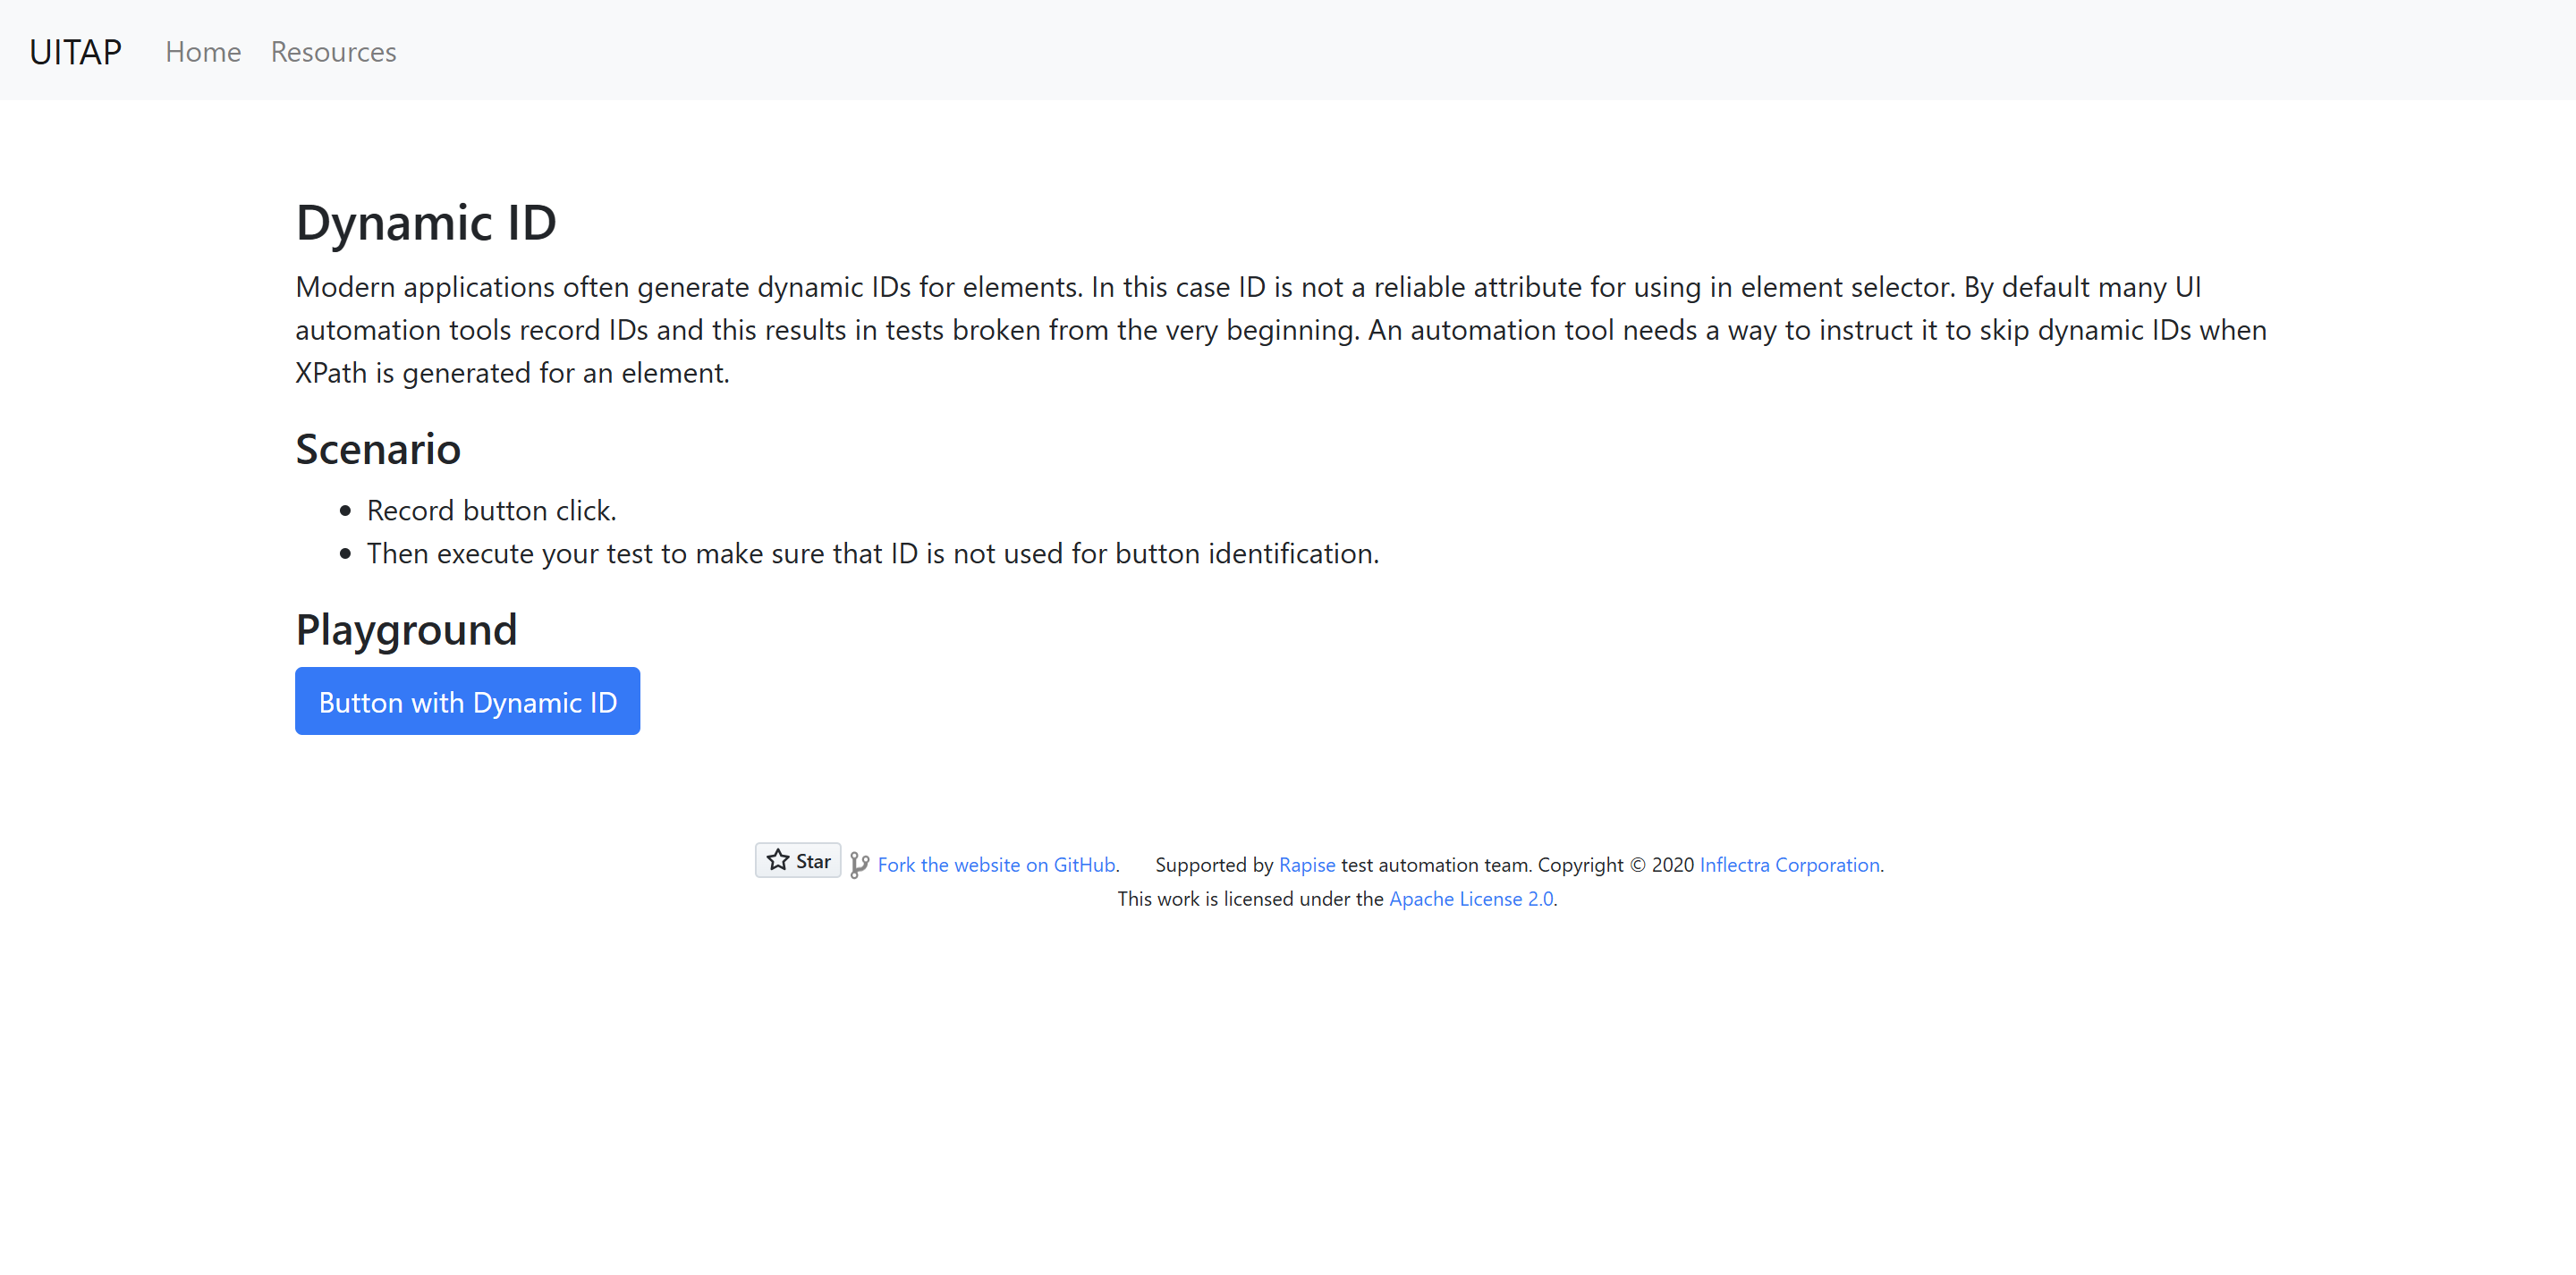 UITAP Home Resources
Dynamic ID
Modern applications often generate dynamic IDs for elements. In this case ID is not a reliable attribute for using in element selector. By default many UI
automation tools record IDs and this results in tests broken from the very beginning. An automation tool needs a way to instruct it to skip dynamic IDs when
XPath is generated for an element.
Scenario
Record button click.
Then execute your test to make sure that ID is not used for button identification.
Playground
Button with Dynamic ID
Star Fork the website on GitHub. Supported by Rapise test automation team. Copyright © 2020 Inflectra Corporation.
This work is licensed under the Apache License 2.0.